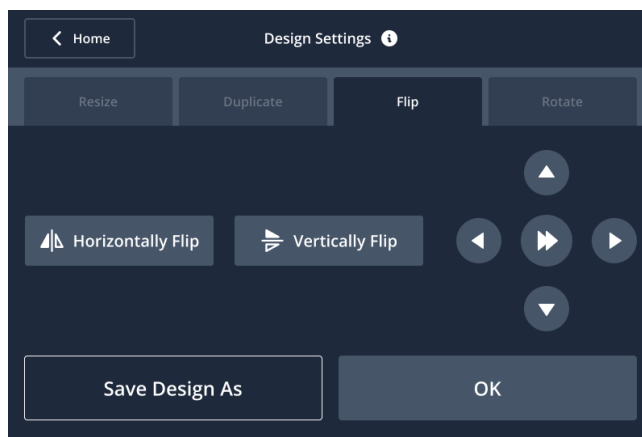 Home
Design Settings
Resize
Duplicate
Flip
Rotate
Horizontally Flip
Vertically Flip
Save Design As
OK